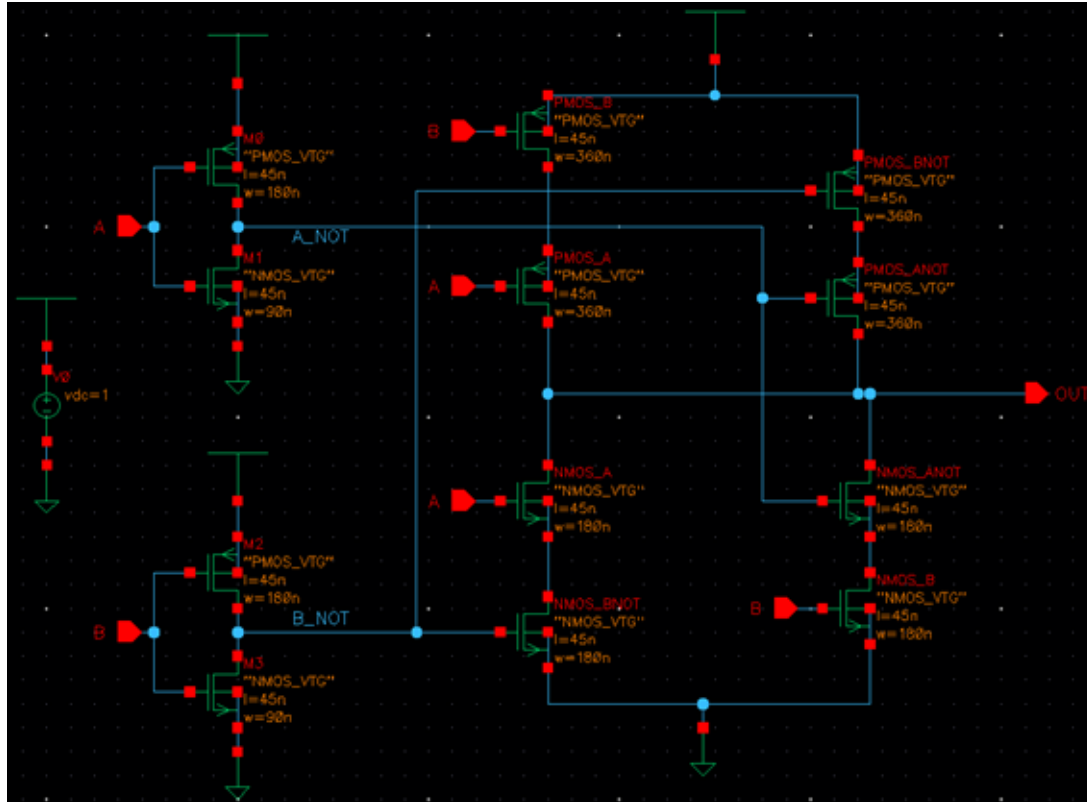 PMOS_B
B
"PMOS_VTG"
l=45n
w=360n
M0
"PMOS_VTG"
l=45n
w=180n
PMOS_BNOT
"PMOS_VTG"
l=45n
w=360n
A
A_NOT
M1
"NMOS_VTG"
l=45n
w=90n
PMOS_A
A
"PMOS_VTG"
l=45n
w=360n
PMOS_ANOT
"PMOS_VTG"
l=45n
w=360n
V0
vdc=1
OUT
NMOS_A
A
"NMOS_VTG"
l=45n
w=180n
NMOS_ANOT
"NMOS_VTG"
l=45n
w=180n
M2
"PMOS_VTG"
l=45n
w=180n
B
B_NOT
NMOS_BNOT
"NMOS_VTG"
l=45n
w=180n
NMOS_B
B
"NMOS_VTG"
l=45n
w=180n
M3
"NMOS_VTG"
l=45n
w=90n